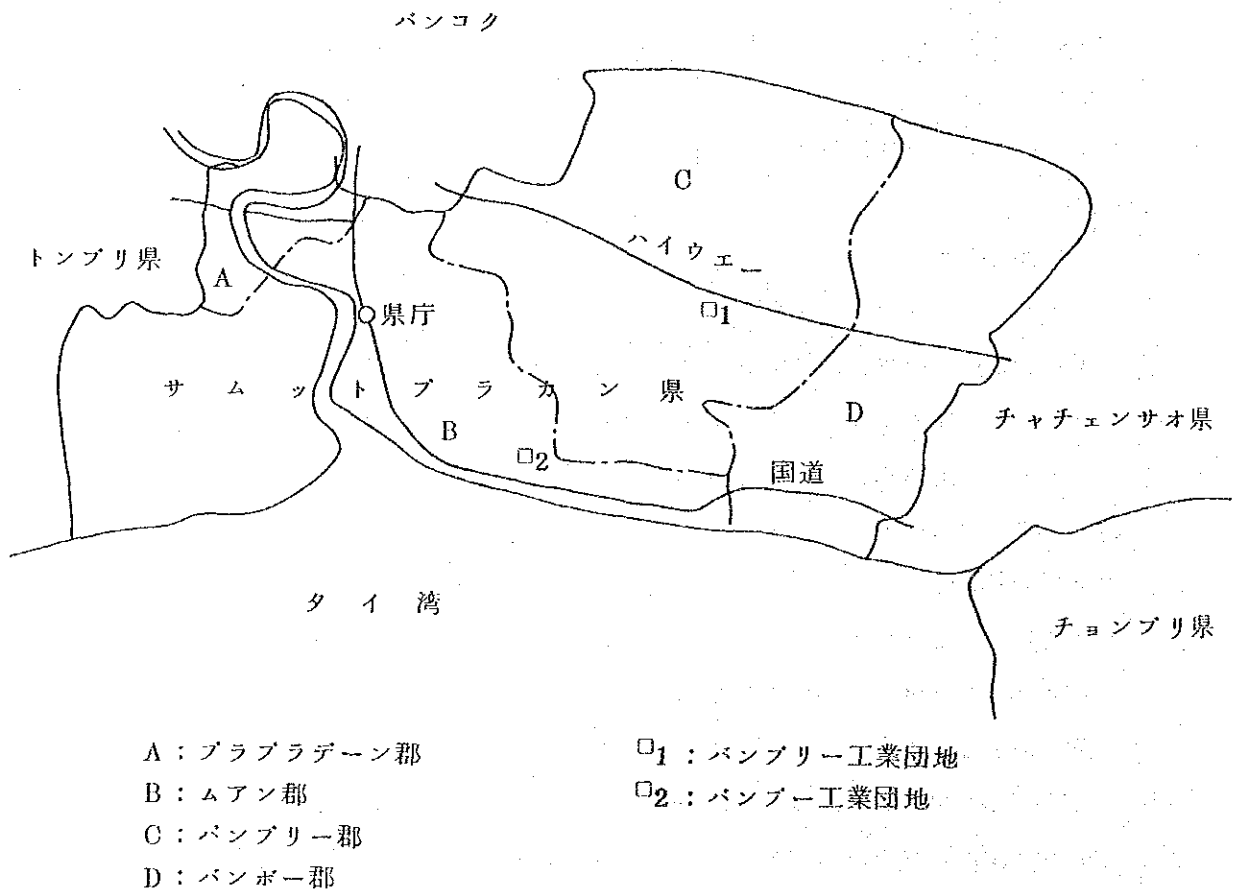 バンコク
C
ハイウェー
トンブリ県
A
□1
県庁
サムットプラカン県
D
チャチェンサオ県
B
□2
国道
タイ湾
チョンブリ県
A：プラプラデーン郡
B：ムアン郡
C：バンプリー郡
D：バンボー郡
□1：バンプリー工業団地
□2：バンプー工業団地